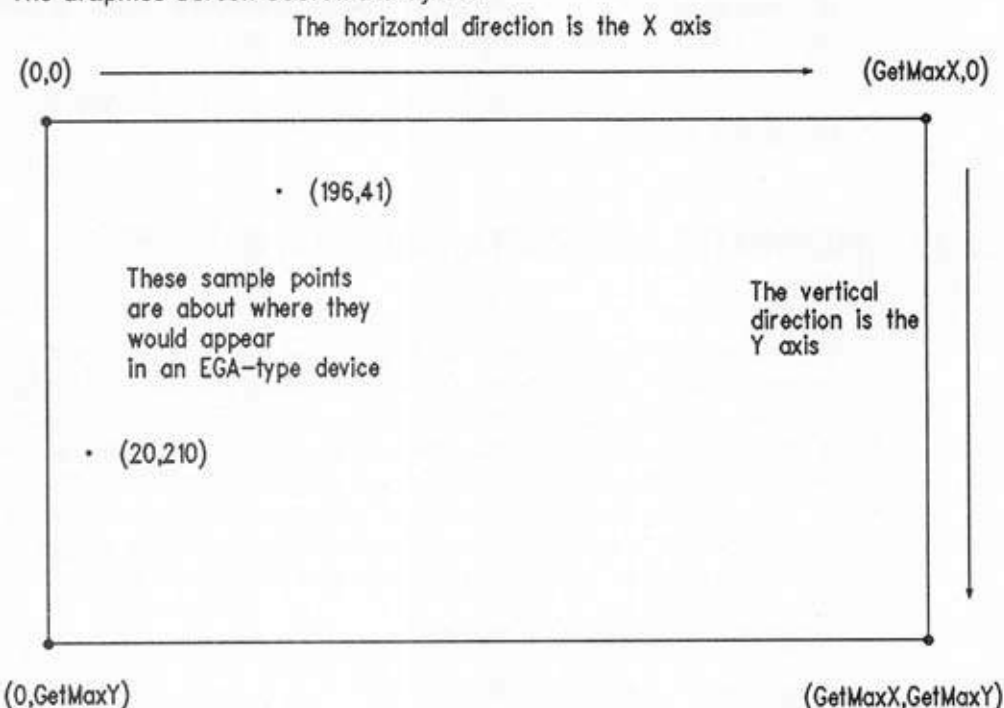 The horizontal direction is the X axis
(0,0)
(GetMaxX,0)
(196,41)
These sample points
are about where they
would appear
in an EGA-type device
The vertical
direction is the
Y axis
(20,210)
(0,GetMaxY)
(GetMaxX,GetMaxY)